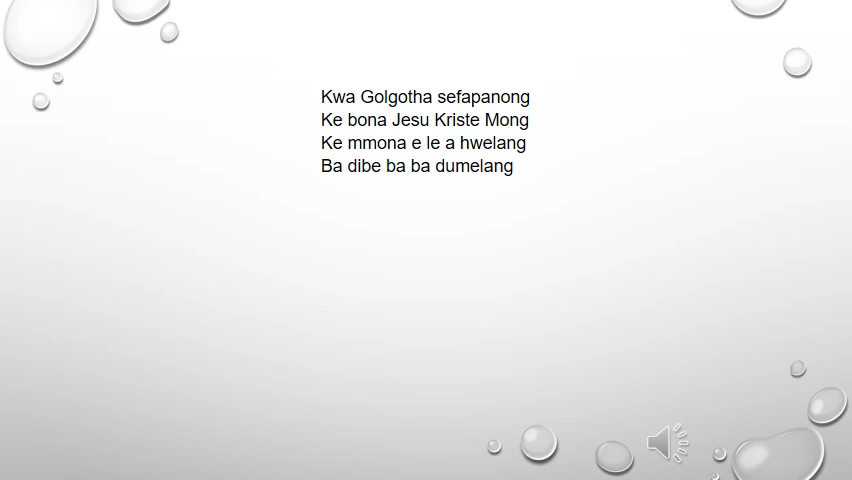 Kwa Golgotha sefapanong
Ke bona Jesu Kriste Mong
Ke mmona e le a hwelang
Ba dibe ba ba dumelang